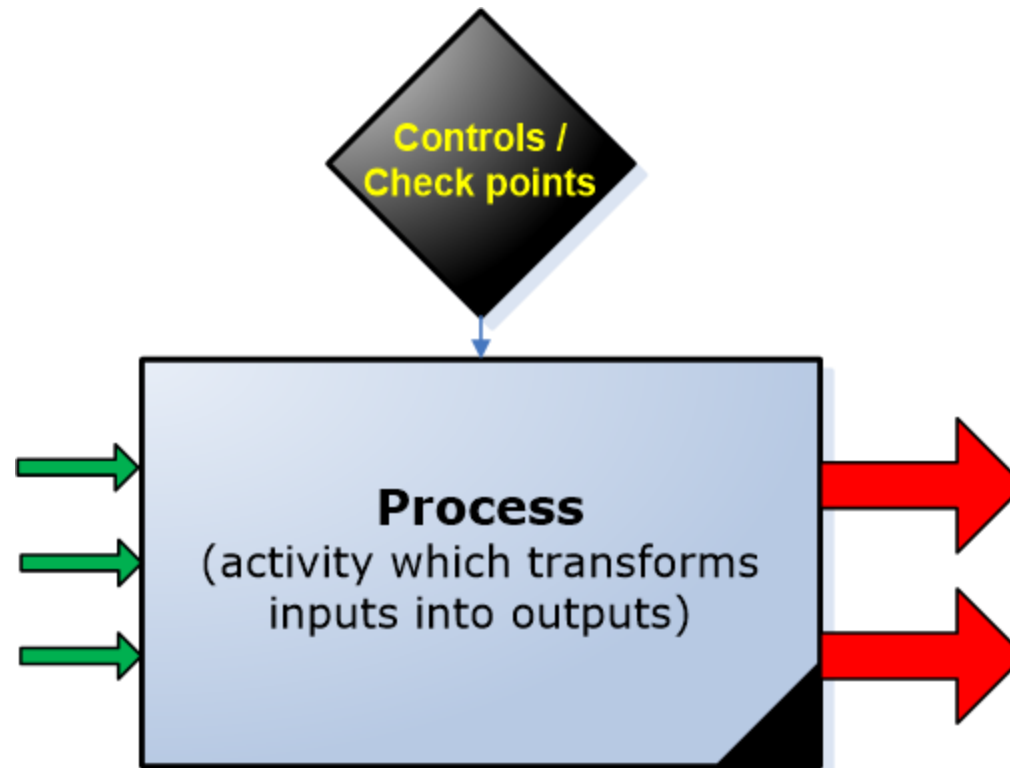 Controls /
Check points
Process
(activity which transforms
inputs into outputs)